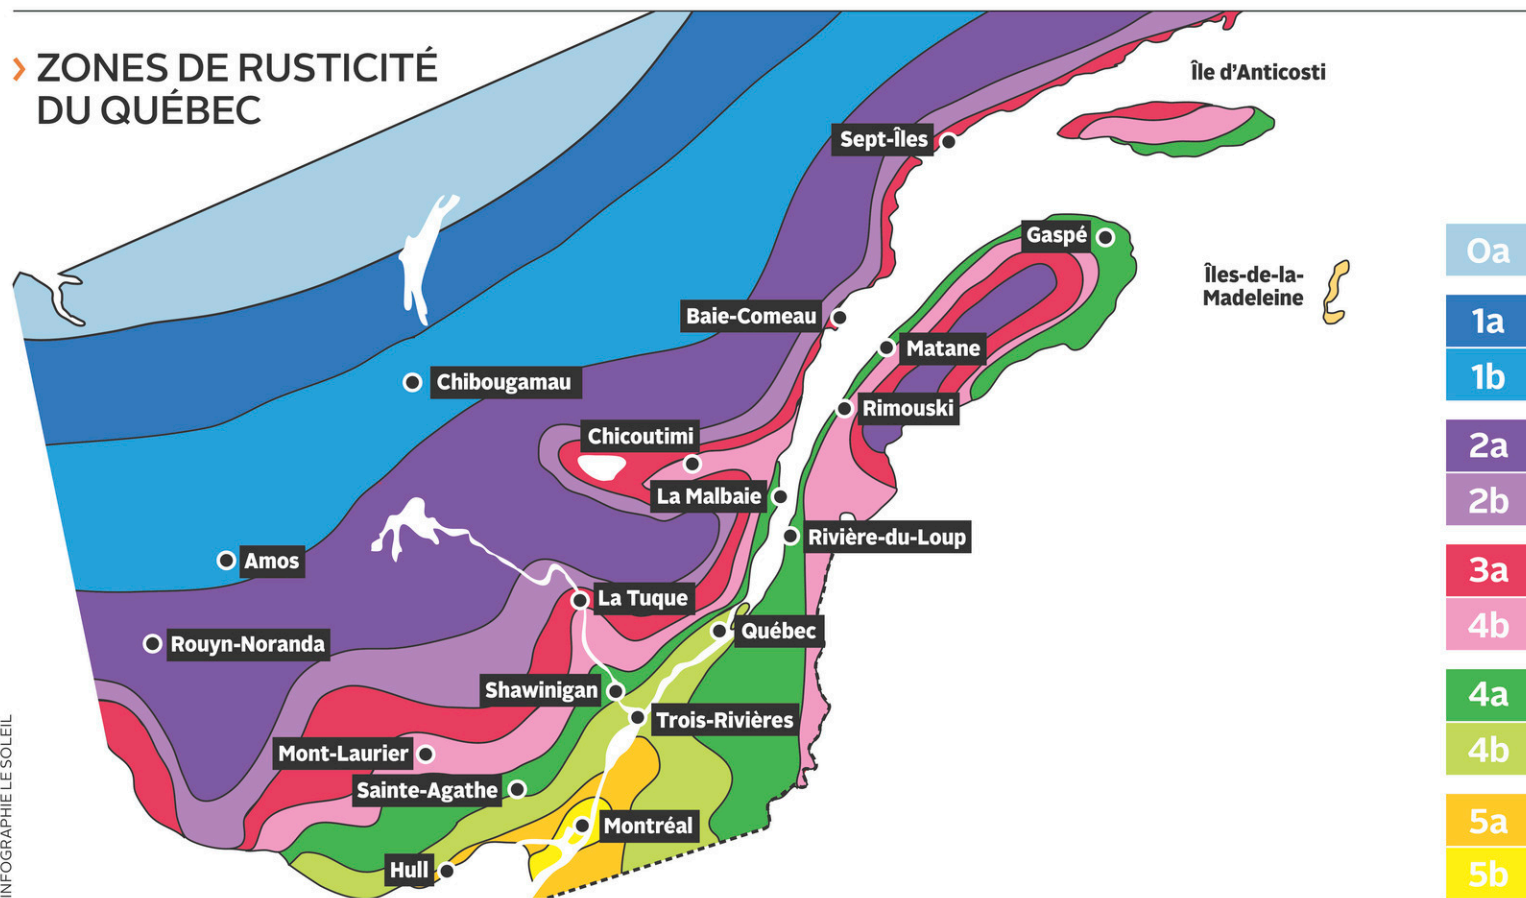 › ZONES DE RUSTICITÉ
DU QUÉBEC
Île d'Anticosti
Sept-Îles
Gaspé
Îles-de-la-
Madeleine
Baie-Comeau
Matane
Chibougamau
Rimouski
Chicoutimi
La Malbaie
Rivière-du-Loup
Amos
La Tuque
Québec
Rouyn-Noranda
Shawinigan
Trois-Rivières
Mont-Laurier
Sainte-Agathe
Montréal
Hull
0a
1a
1b
2a
2b
3a
4b
4a
4b
5a
5b
INFOGRAPHIE LE SOLEIL